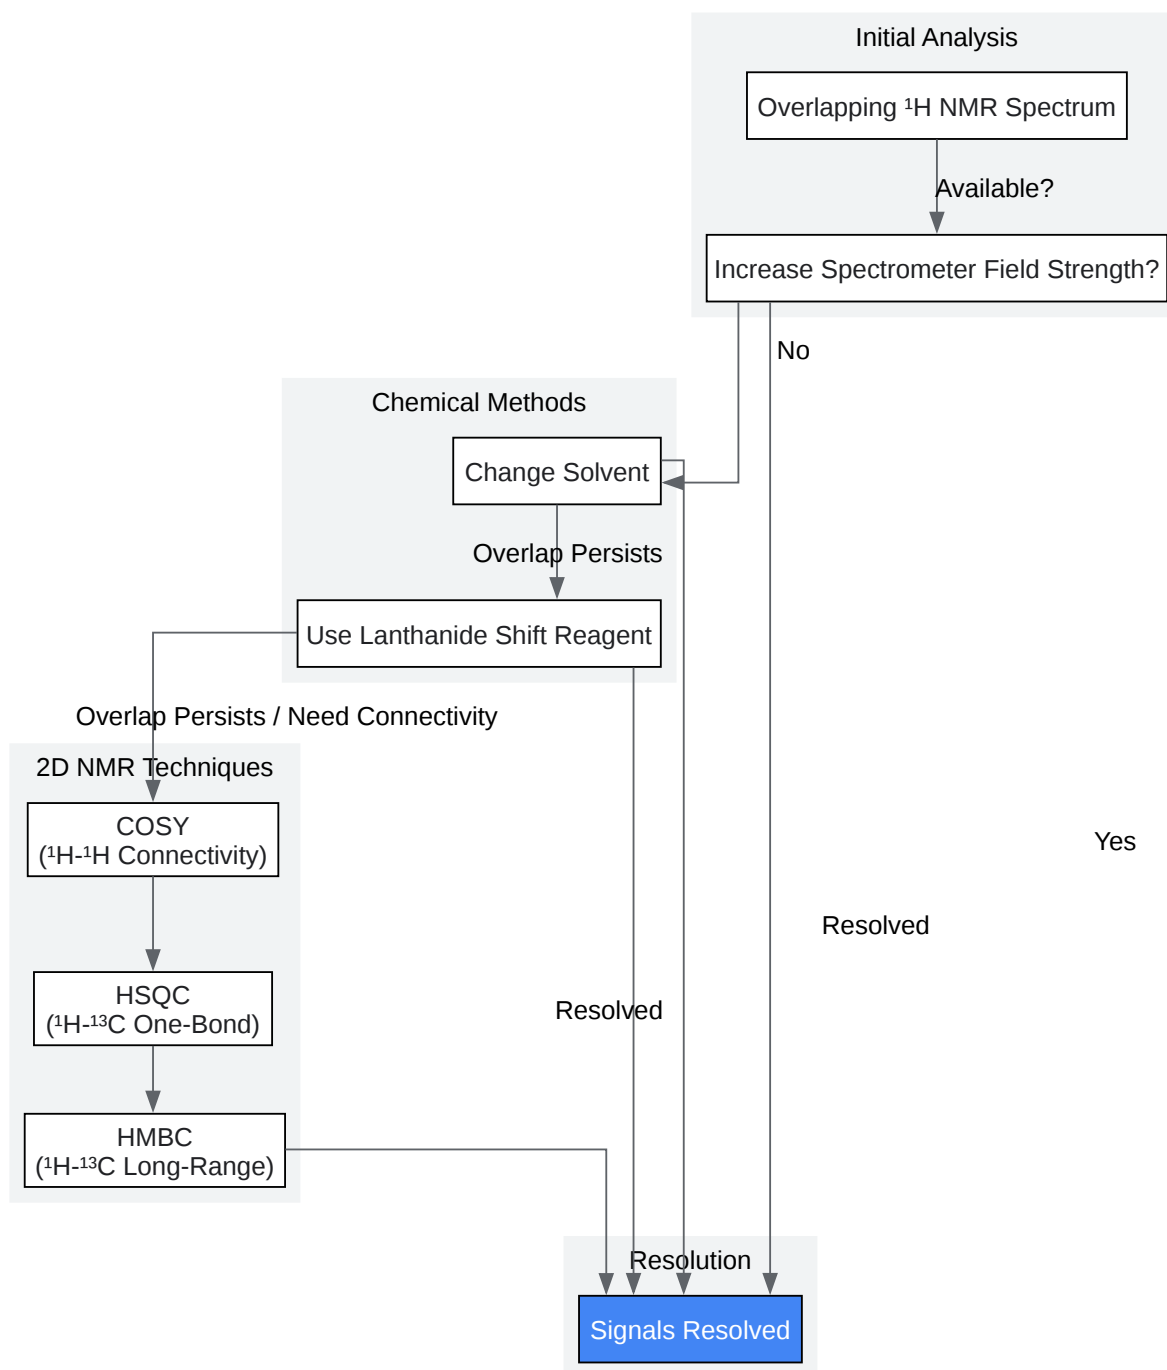 Initial Analysis
Overlapping ¹H NMR Spectrum
Available?
Increase Spectrometer Field Strength?
No
Chemical Methods
Change Solvent
Overlap Persists
Use Lanthanide Shift Reagent
Overlap Persists / Need Connectivity
2D NMR Techniques
COSY
(¹H-¹H Connectivity)
Yes
Resolved
HSQC
(¹H-¹³C One-Bond)
Resolved
HMBC
(¹H-¹³C Long-Range)
Resolution
Signals Resolved